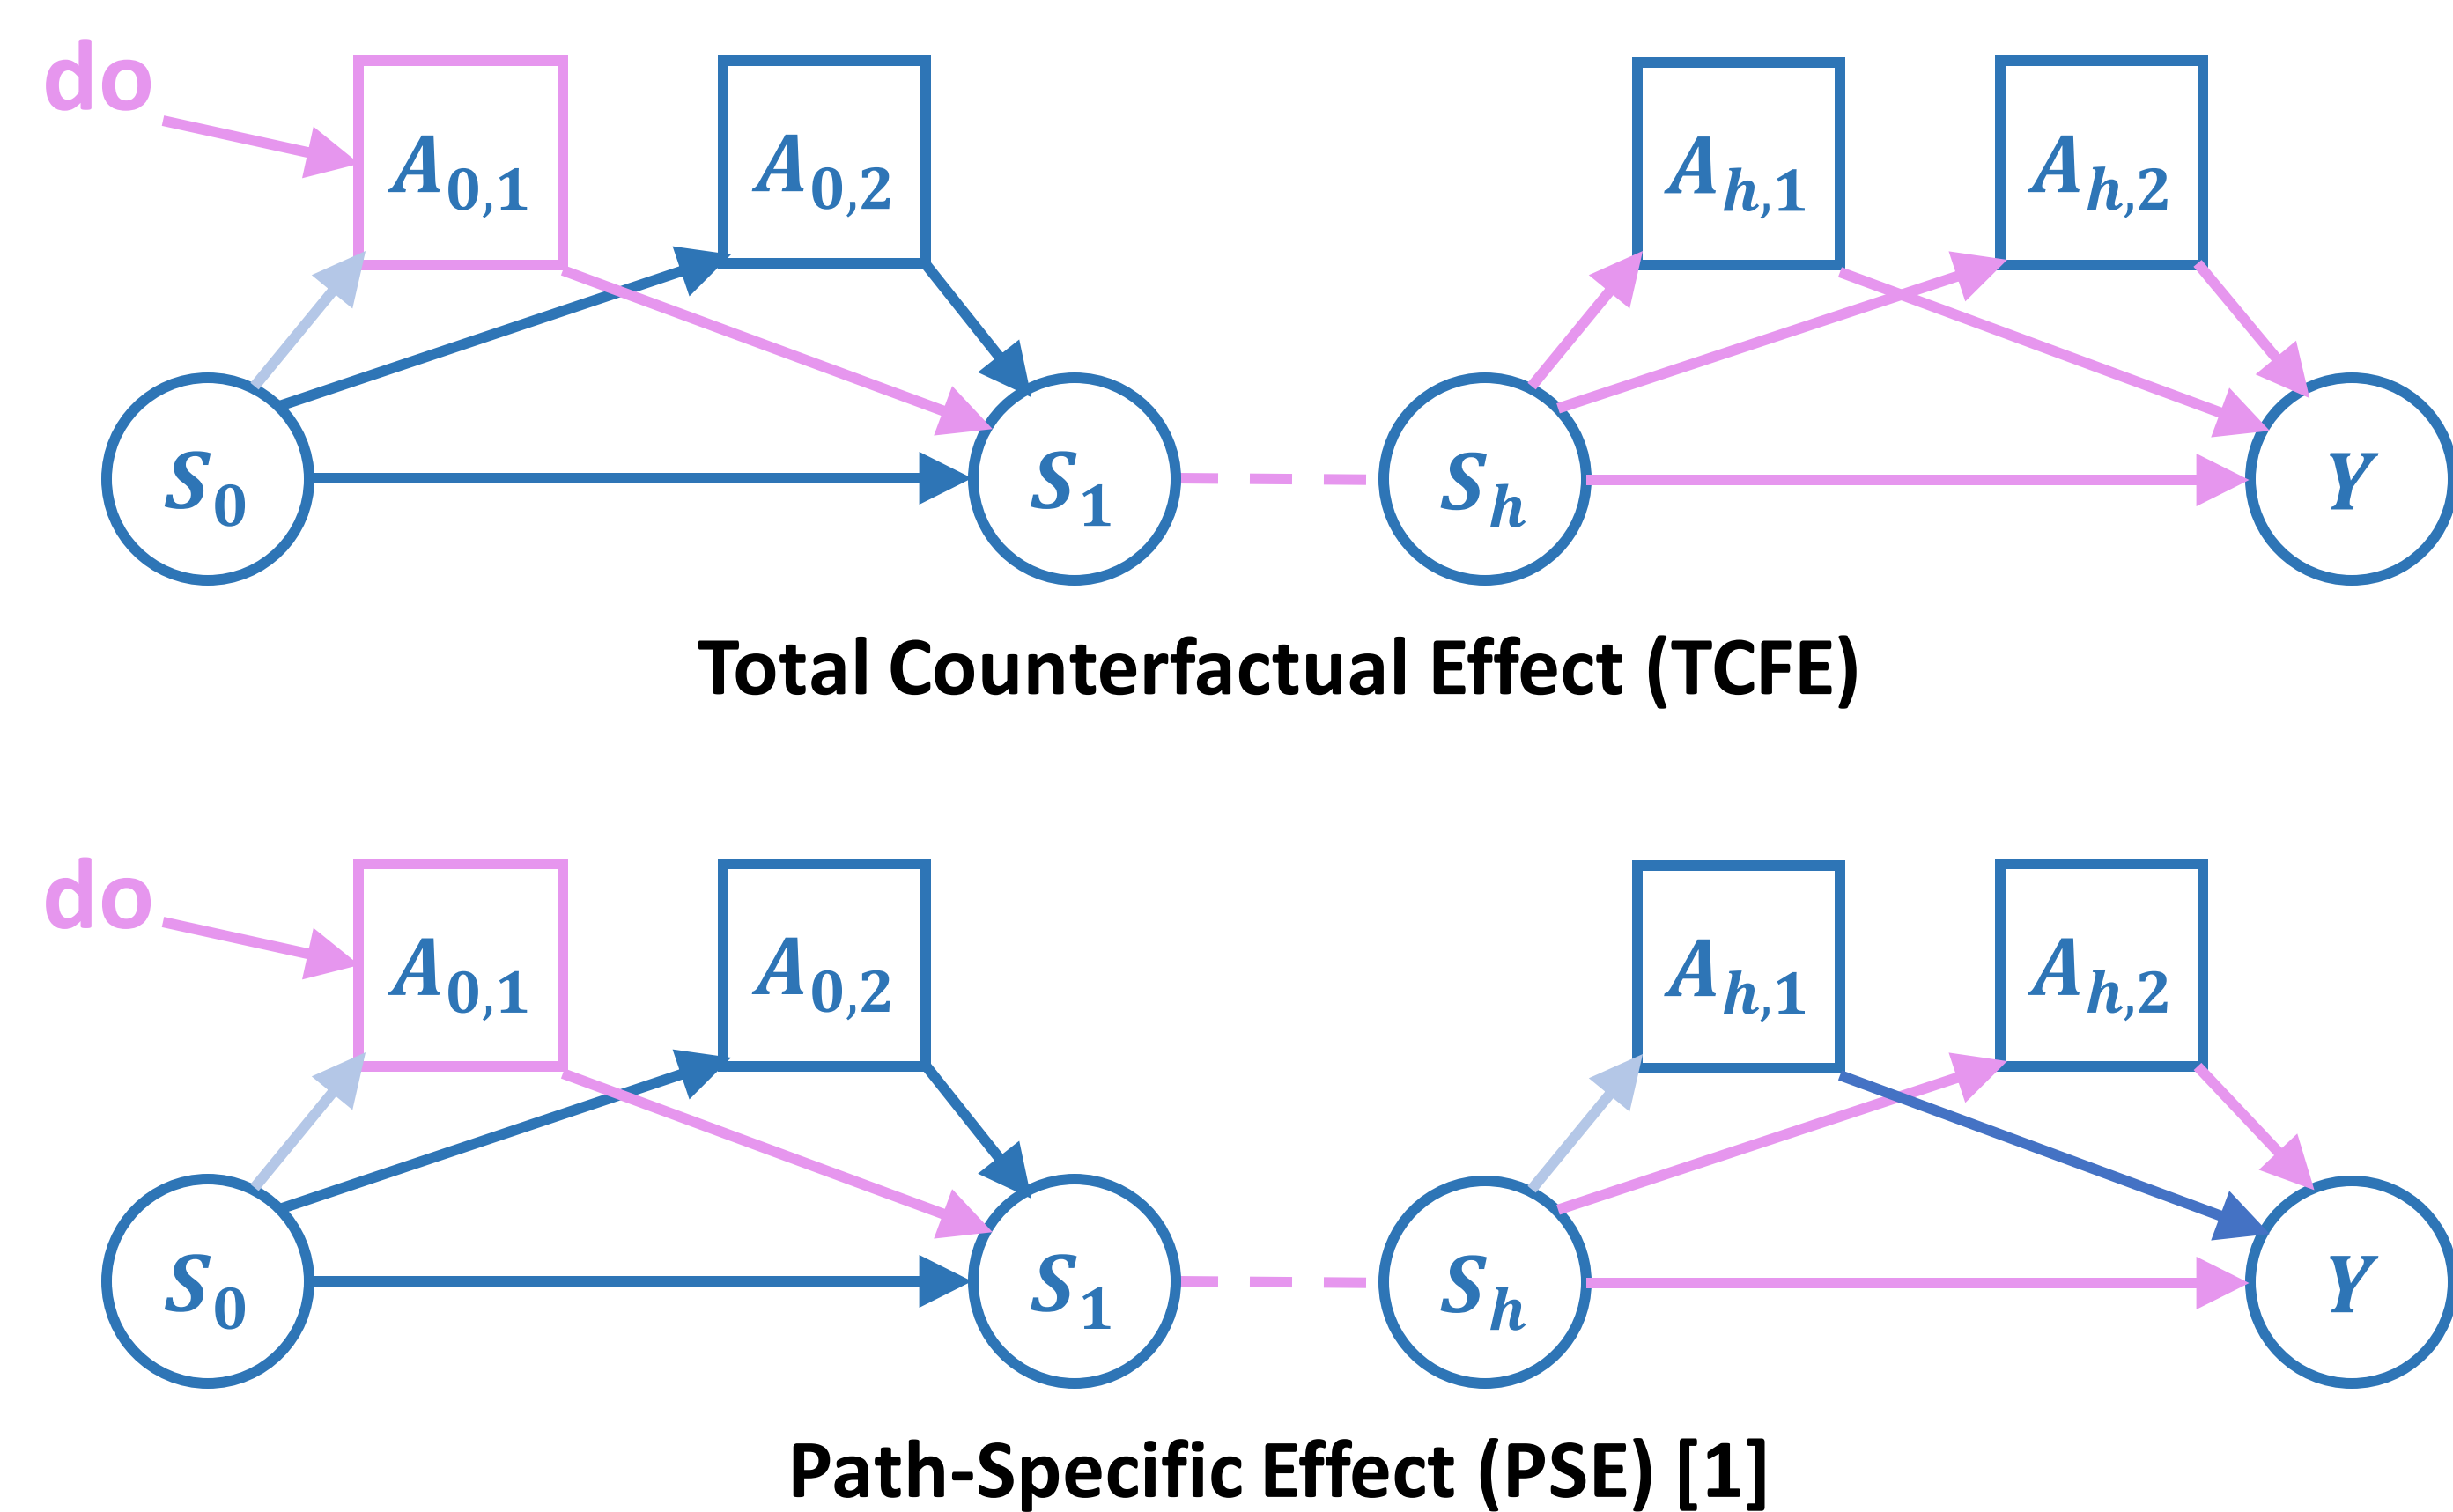 do
A0,1 A0,2 Ah,1 Ah,2
S0 S1 Sh Y
Total Counterfactual Effect (TCFE)
do
A0,1 A0,2 Ah,1 Ah,2
S0 S1 Sh Y
Path-Specific Effect (PSE) [1]